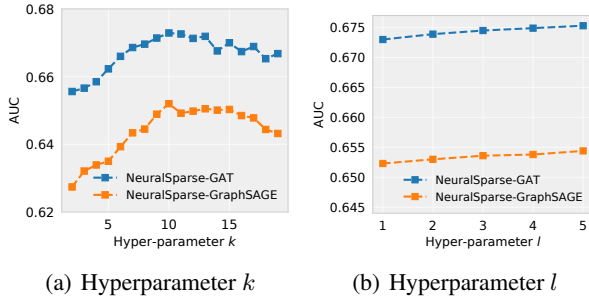 0.68
0.66
0.64
0.62
AUC
NeuralSparse-GAT
NeuralSparse-GraphSAGE
5 10 15
Hyper-parameter k
(a) Hyperparameter k
0.675
0.670
0.665
0.660
0.655
0.650
0.645
AUC
NeuralSparse-GAT
NeuralSparse-GraphSAGE
1 2 3 4 5
Hyper-parameter l
(b) Hyperparameter l